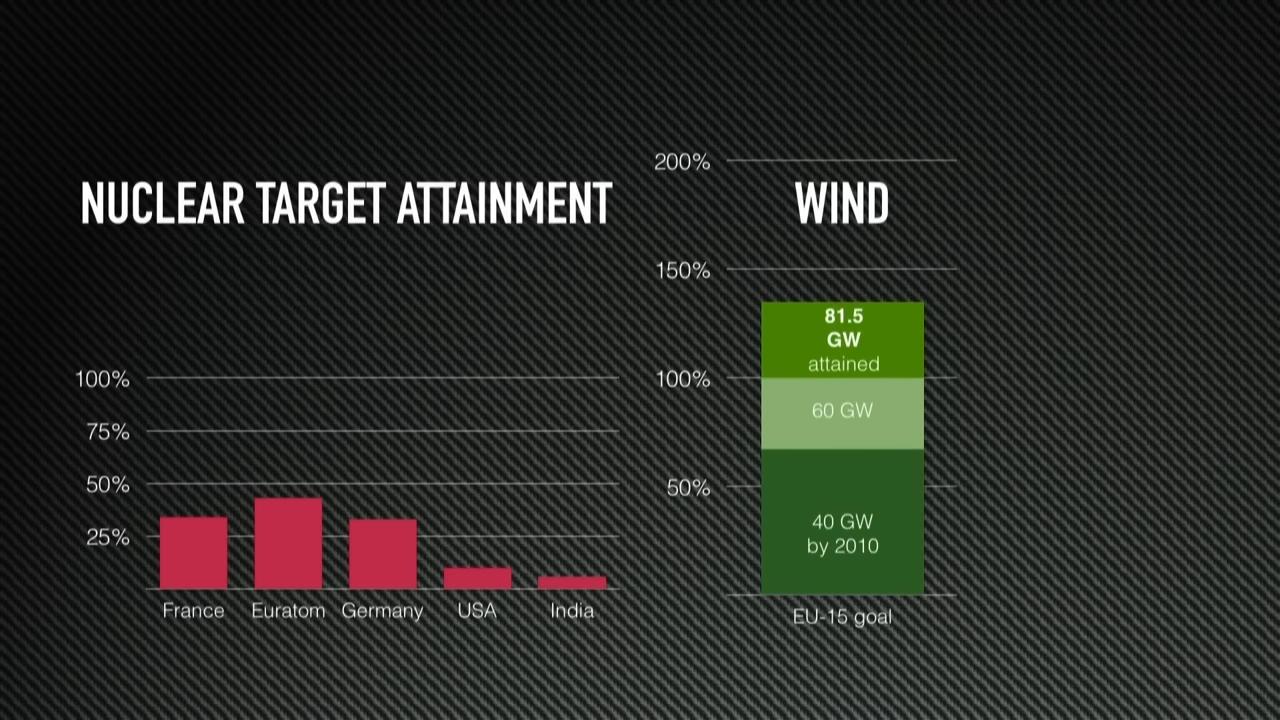 NUCLEAR TARGET ATTAINMENT
100%
75%
50%
25%
France
Euratom
Germany
USA
India
WIND
200%
150%
100%
50%
81.5
GW
attained
60 GW
40 GW
by 2010
EU-15 goal